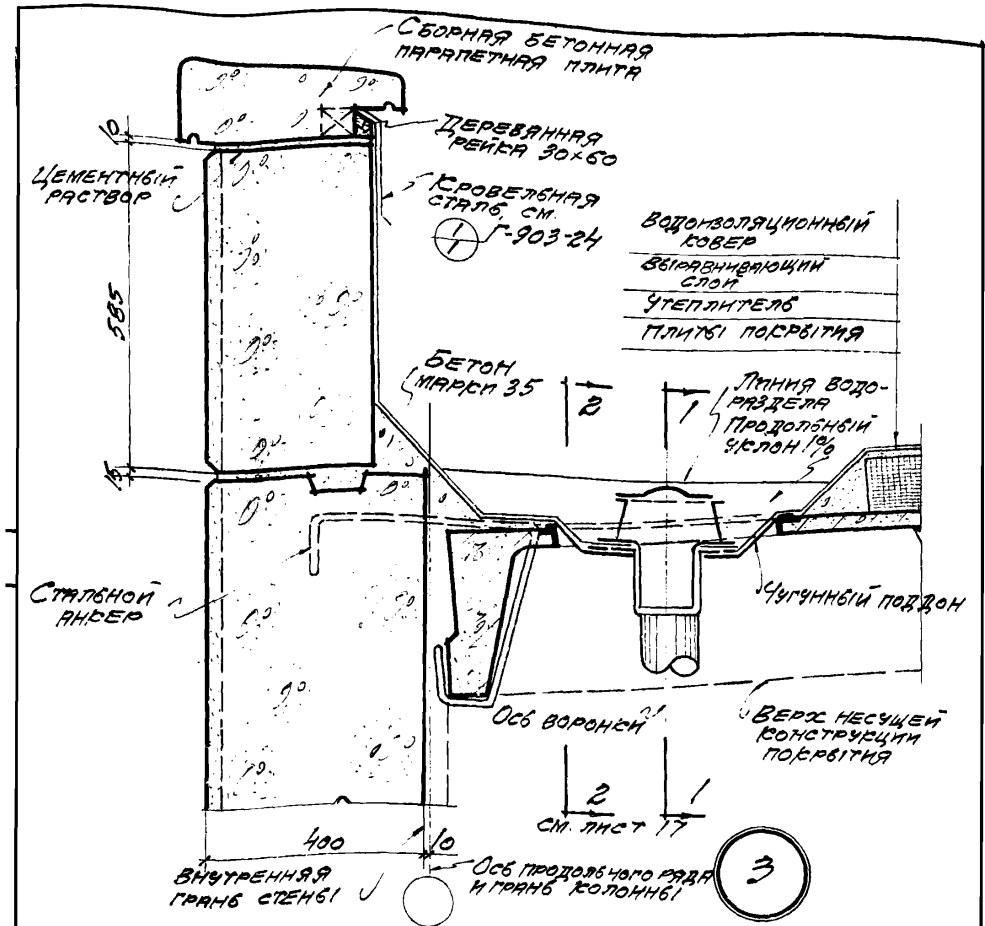 СБОРНАЯ БЕТОННАЯ
ПАРАПЕТНАЯ ПЛИТА
ДЕРЕВЯННАЯ
РЕЙКА 30×60
10
ЦЕМЕНТНЫЙ
РАСТВОР
КРОВЕЛЬНАЯ
СТАЛЬ, СМ.
1/1 Г-903-24
ВОДОИЗОЛЯЦИОННЫЙ
КОВЕР
ВЫРАВНИВАЮЩИЙ
СЛОЙ
УТЕПЛИТЕЛЬ
ПЛИТЫ ПОКРЫТИЯ
585
БЕТОН
МАРКИ 35
2
1
ЛИНИЯ ВОДО-
РАЗДЕЛА
ПРОДОЛЬНЫЙ
УКЛОН 1%
15
СТАЛЬНОЙ
АНКЕР
ЧУГУННЫЙ ПОДДОН
ОСЬ ВОРОНКИ
ВЕРХ НЕСУЩЕЙ
КОНСТРУКЦИИ
ПОКРЫТИЯ
2
1
СМ. ЛИСТ 17
400
10
ВНУТРЕННЯЯ
ГРАНЬ СТЕНЫ
ОСЬ ПРОДОЛЬНОГО РЯДА
И ГРАНЬ КОЛОННЫ
3